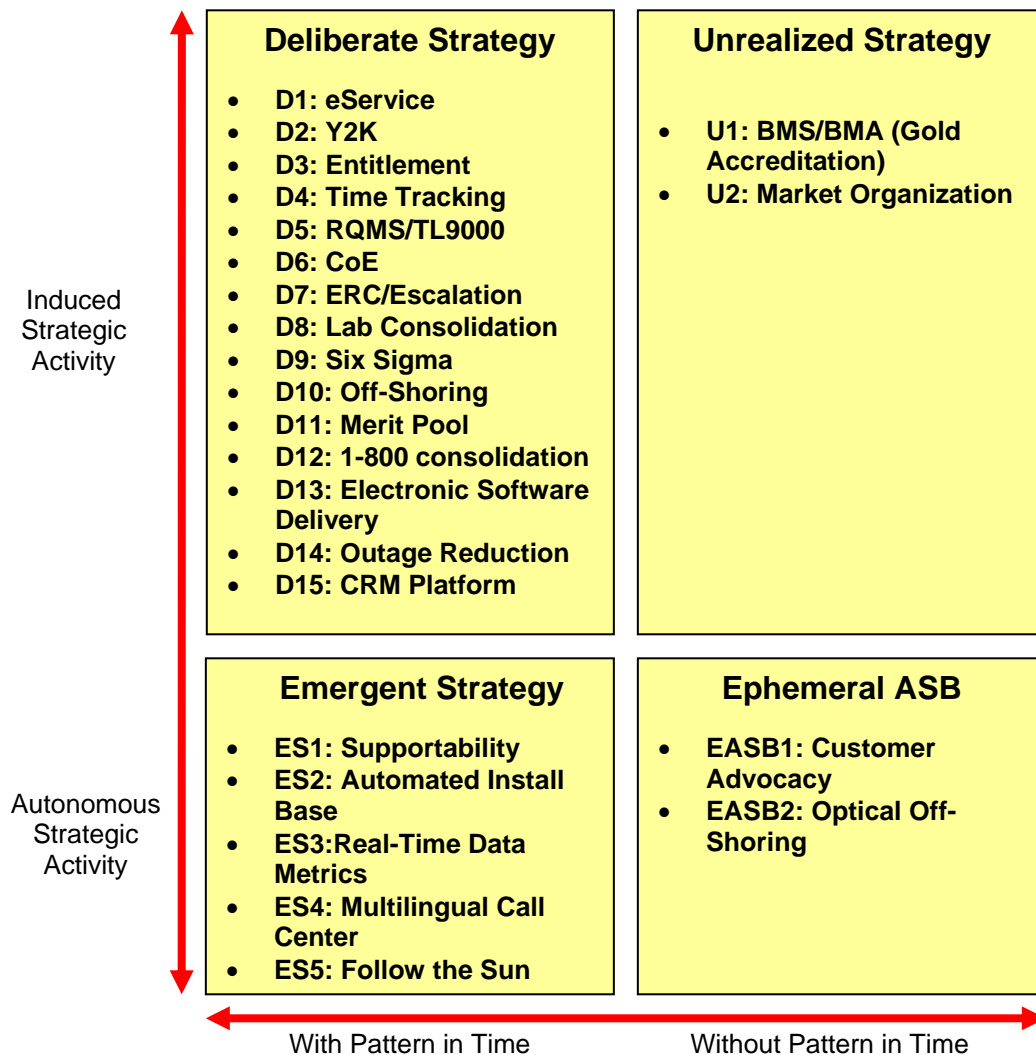 Deliberate Strategy
• D1: eService
• D2: Y2K
• D3: Entitlement
• D4: Time Tracking
• D5: RQMS/TL9000
• D6: CoE
• D7: ERC/Escalation
• D8: Lab Consolidation
• D9: Six Sigma
• D10: Off-Shoring
• D11: Merit Pool
• D12: 1-800 consolidation
• D13: Electronic Software
Delivery
• D14: Outage Reduction
• D15: CRM Platform
Unrealized Strategy
• U1: BMS/BMA (Gold
Accreditation)
• U2: Market Organization
Induced
Strategic
Activity
Emergent Strategy
• ES1: Supportability
• ES2: Automated Install
Base
• ES3:Real-Time Data
Metrics
• ES4: Multilingual Call
Center
• ES5: Follow the Sun
Ephemeral ASB
• EASB1: Customer
Advocacy
• EASB2: Optical Off-
Shoring
Autonomous
Strategic
Activity
With Pattern in Time
Without Pattern in Time